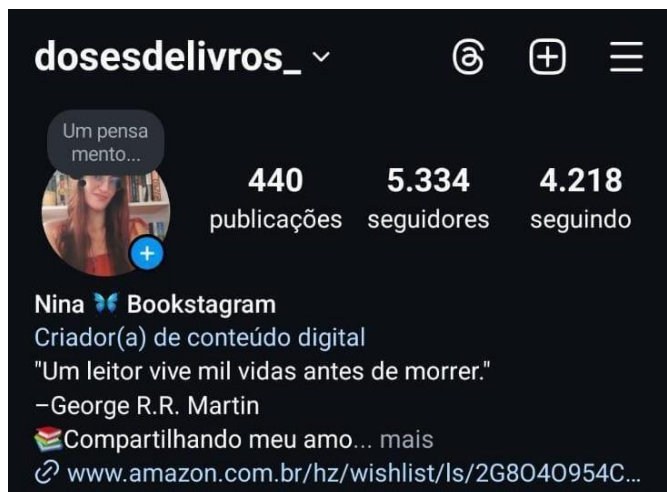 dosesdelivros_
Um pensa
mento...
440 5.334 4.218
publicações seguidores seguindo
Nina 🦋 Bookstagram
Criador(a) de conteúdo digital
"Um leitor vive mil vidas antes de morrer."
–George R.R. Martin
📚Compartilhando meu amo... mais
www.amazon.com.br/hz/wishlist/ls/2G8O4O954C...